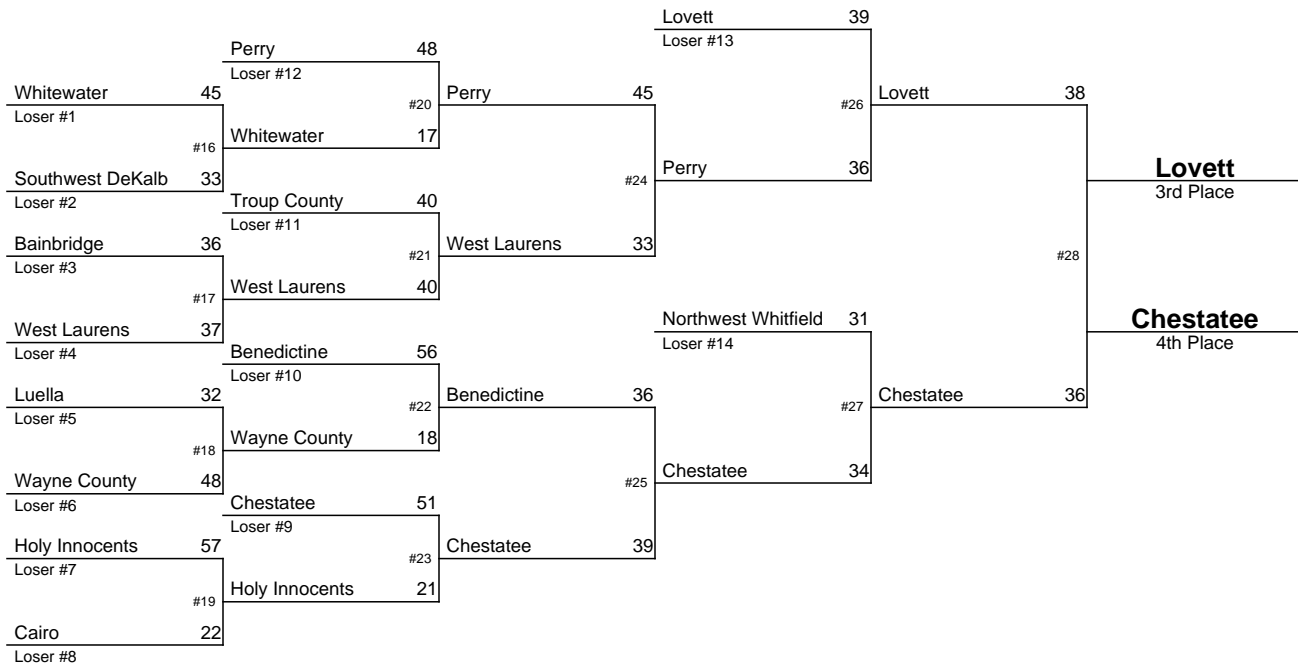 Lovett 39
Loser #13
Perry 48
Loser #12
Whitewater 45
Loser #1
#20
Perry 45
#26
Lovett 38
#16
Whitewater 17
Southwest DeKalb 33
Loser #2
#24
Perry 36
Lovett
3rd Place
Troup County 40
Loser #11
Bainbridge 36
Loser #3
#21
West Laurens 33
#28
#17
West Laurens 40
West Laurens 37
Loser #4
Northwest Whitfield 31
Loser #14
Chestatee
4th Place
Benedictine 56
Loser #10
Luella 32
Loser #5
#22
Benedictine 36
#27
Chestatee 36
#18
Wayne County 18
Wayne County 48
Loser #6
#25
Chestatee 34
Chestatee 51
Loser #9
Holy Innocents 57
Loser #7
#23
Chestatee 39
#19
Holy Innocents 21
Cairo 22
Loser #8